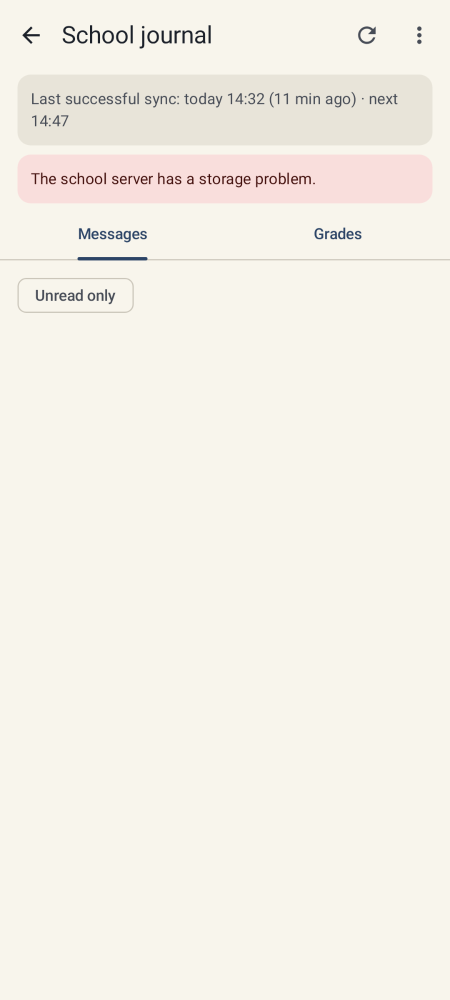 School journal
Last successful sync: today 14:32 (11 min ago) · next
14:47
The school server has a storage problem.
Messages
Grades
Unread only